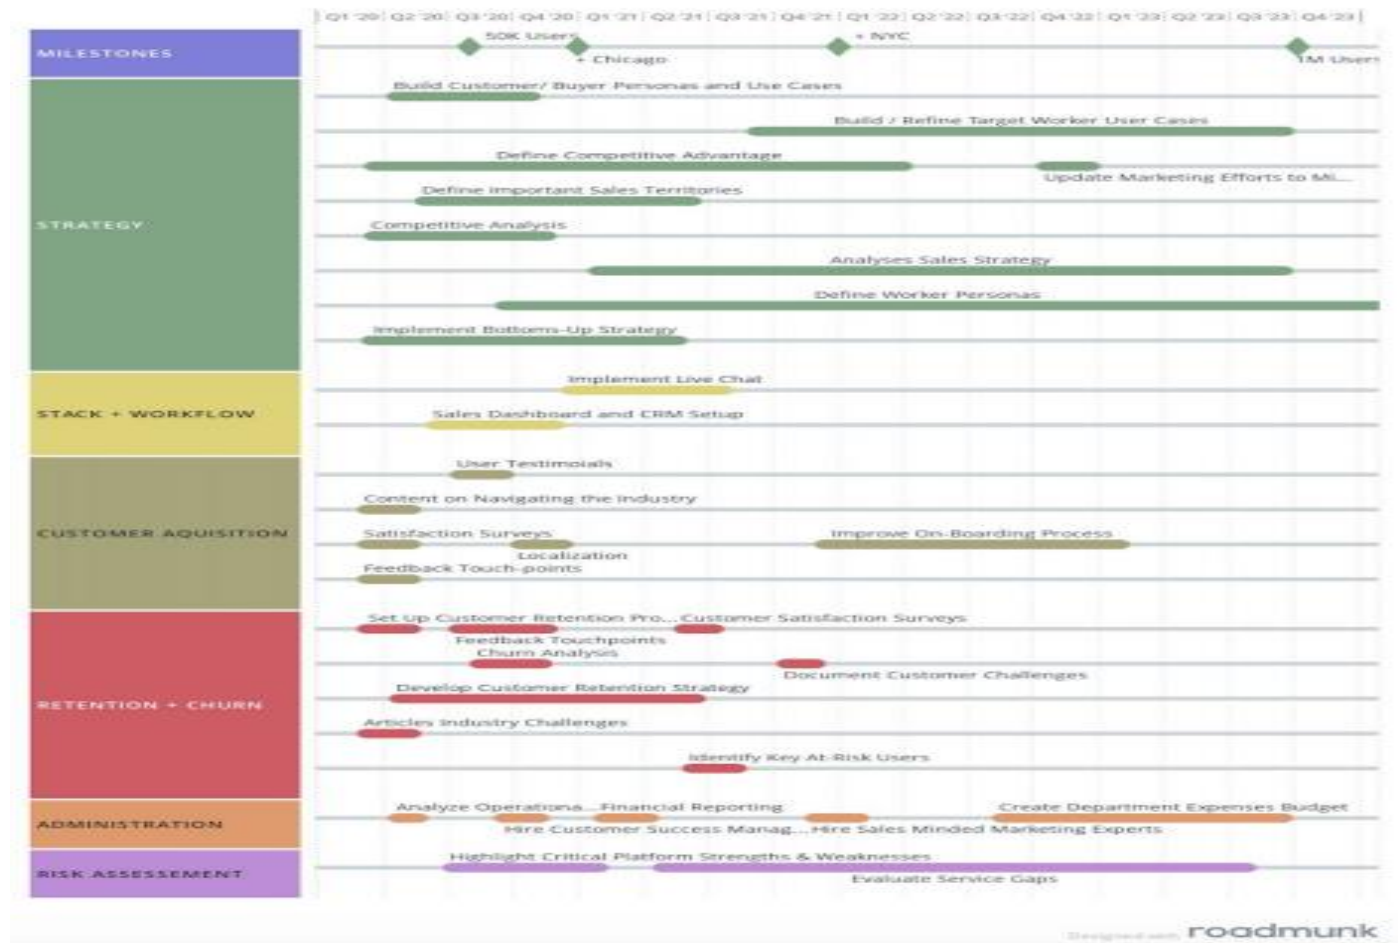 Q1 '20 Q2 '20 Q3 '20 Q4 '20 Q1 '21 Q2 '21 Q3 '21 Q4 '21 Q1 '22 Q2 '22 Q3 '22 Q4 '22 Q1 '23 Q2 '23 Q3 '23 Q4 '23
MILESTONES
50K Users
+ NYC
+ Chicago
1M Users
STRATEGY
Build Customer/ Buyer Personas and Use Cases
Build / Refine Target Worker User Cases
Define Competitive Advantage
Update Marketing Efforts to Mi...
Define Important Sales Territories
Competitive Analysis
Analyses Sales Strategy
Define Worker Personas
Implement Bottoms-Up Strategy
STACK + WORKFLOW
Implement Live Chat
Sales Dashboard and CRM Setup
CUSTOMER AQUISITION
User Testimoials
Content on Navigating the Industry
Satisfaction Surveys
Improve On-Boarding Process
Localization
Feedback Touch-points
RETENTION + CHURN
Set Up Customer Retention Pro... Customer Satisfaction Surveys
Feedback Touchpoints
Churn Analysis
Document Customer Challenges
Develop Customer Retention Strategy
Articles Industry Challenges
Identify Key At-Risk Users
ADMINISTRATION
Analyze Operationa... Financial Reporting
Create Department Expenses Budget
Hire Customer Success Manag... Hire Sales Minded Marketing Experts
RISK ASSESSEMENT
Highlight Critical Platform Strengths & Weaknesses
Evaluate Service Gaps
Designed with roadmunk